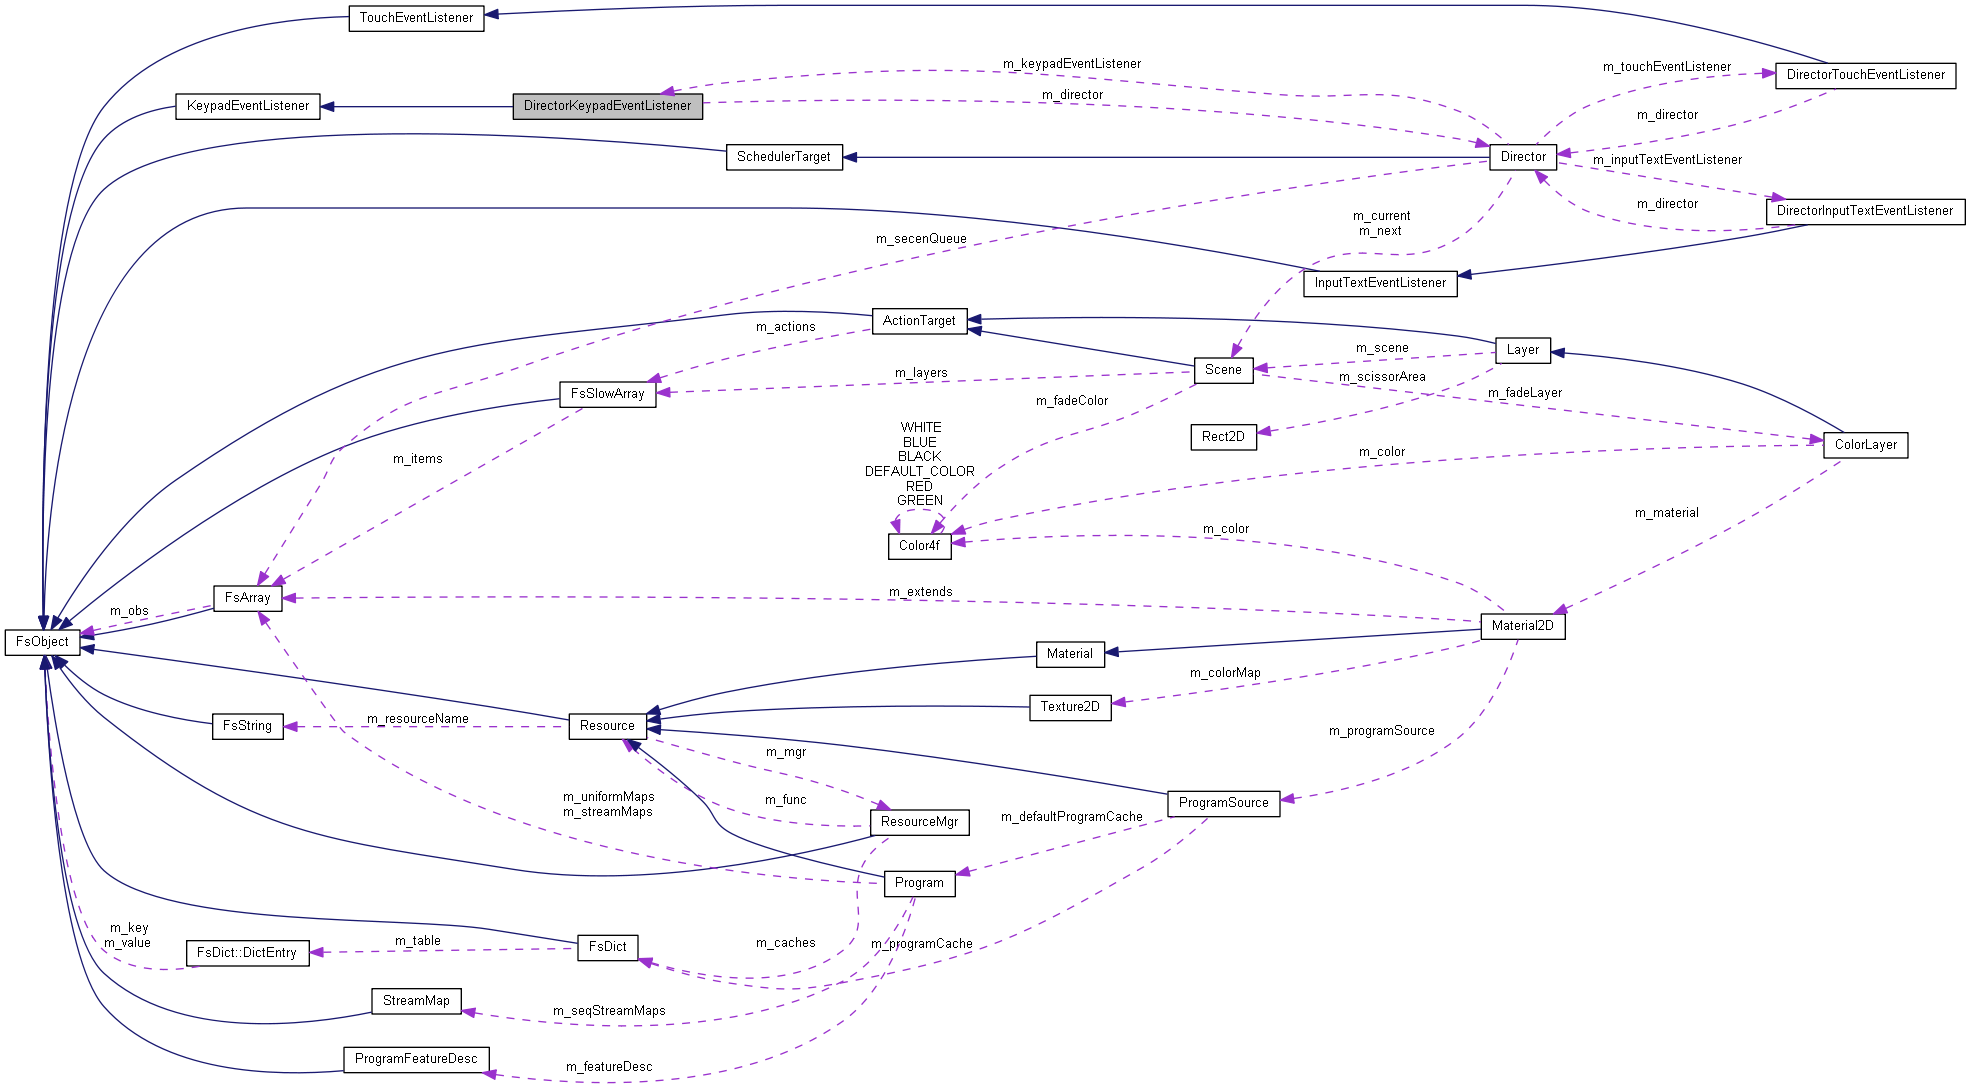 TouchEventListener
m_keypadEventListener
m_touchEventListener
DirectorTouchEventListener
KeypadEventListener
DirectorKeypadEventListener
m_director
m_director
SchedulerTarget
Director
m_inputTextEventListener
m_director
DirectorInputTextEventListener
m_current
m_next
m_secenQueue
InputTextEventListener
ActionTarget
m_actions
m_scene
Layer
Scene
m_layers
m_scissorArea
FsSlowArray
m_fadeColor
m_fadeLayer
WHITE
BLUE
BLACK
DEFAULT_COLOR
RED
GREEN
Rect2D
ColorLayer
m_items
m_color
m_material
m_color
Color4f
FsArray
m_extends
m_obs
FsObject
Material2D
Material
m_colorMap
Texture2D
FsString
m_resourceName
Resource
m_programSource
m_mgr
m_uniformMaps
m_streamMaps
m_func
ProgramSource
ResourceMgr
m_defaultProgramCache
Program
m_key
m_value
FsDict::DictEntry
m_table
FsDict
m_caches
m_programCache
StreamMap
m_seqStreamMaps
ProgramFeatureDesc
m_featureDesc